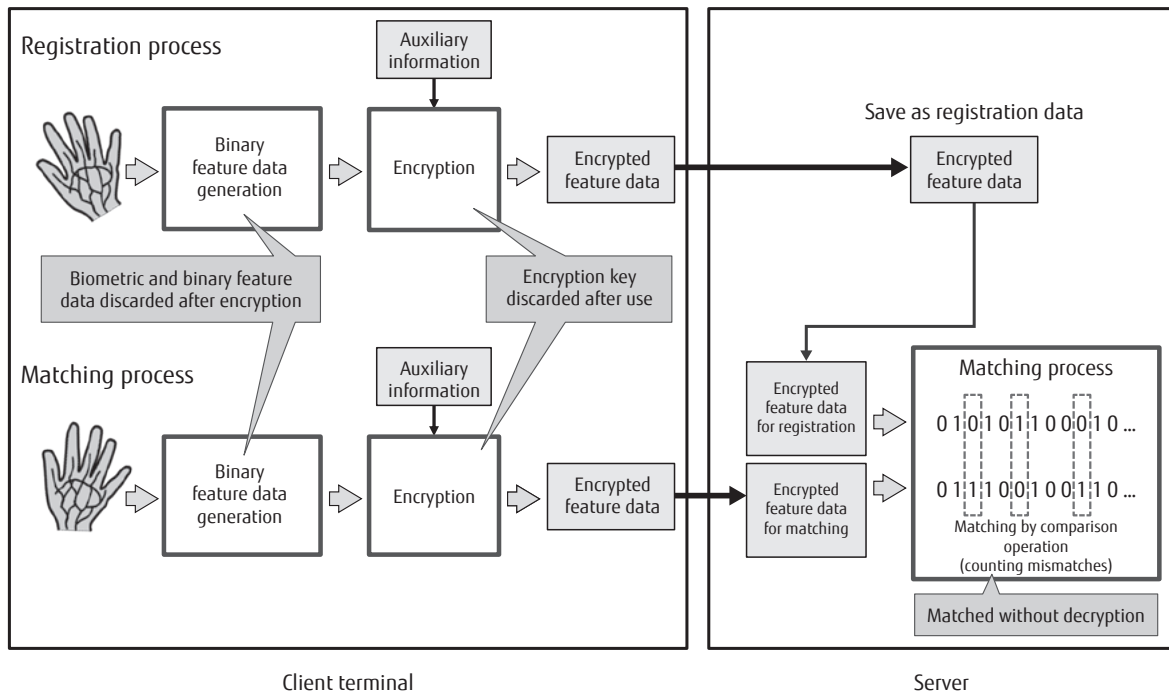 Registration process
Auxiliary
information
Binary
feature data
generation
Encryption
Encrypted
feature data
Save as registration data
Encrypted
feature data
Biometric and binary feature
data discarded after encryption
Encryption key
discarded after use
Matching process
Auxiliary
information
Binary
feature data
generation
Encryption
Encrypted
feature data
Encrypted
feature data
for registration
Encrypted
feature data
for matching
Matching process
0 1 0 1 0 1 1 0 0 0 1 0 ...
0 1 1 1 0 0 1 0 0 1 1 0 ...
Matching by comparison
operation
(counting mismatches)
Matched without decryption
Client terminal
Server